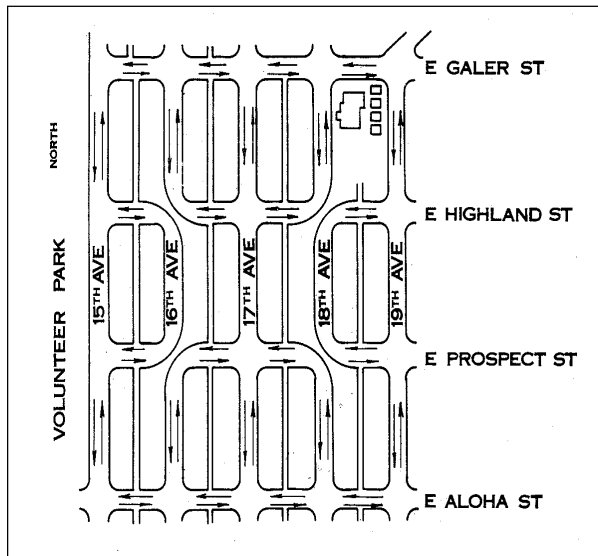 E GALER ST
NORTH
E HIGHLAND ST
VOLUNTEER PARK
15TH AVE
16TH AVE
17TH AVE
18TH AVE
19TH AVE
E PROSPECT ST
E ALOHA ST